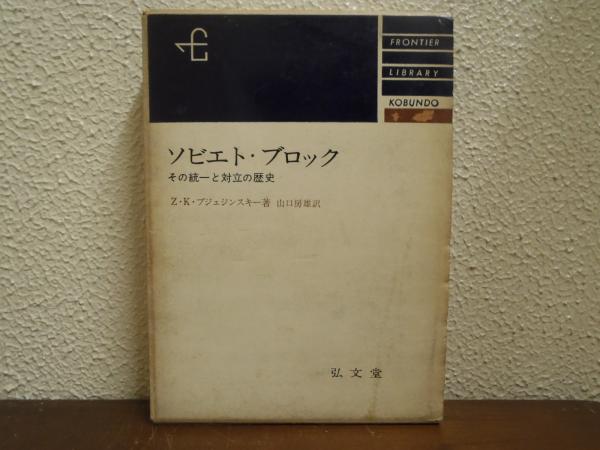 FRONTIER
LIBRARY
KOBUNDO
ソビエト・ブロック
その統一と対立の歴史
Z・K・ブジェジンスキー著 山口房雄訳
弘文堂